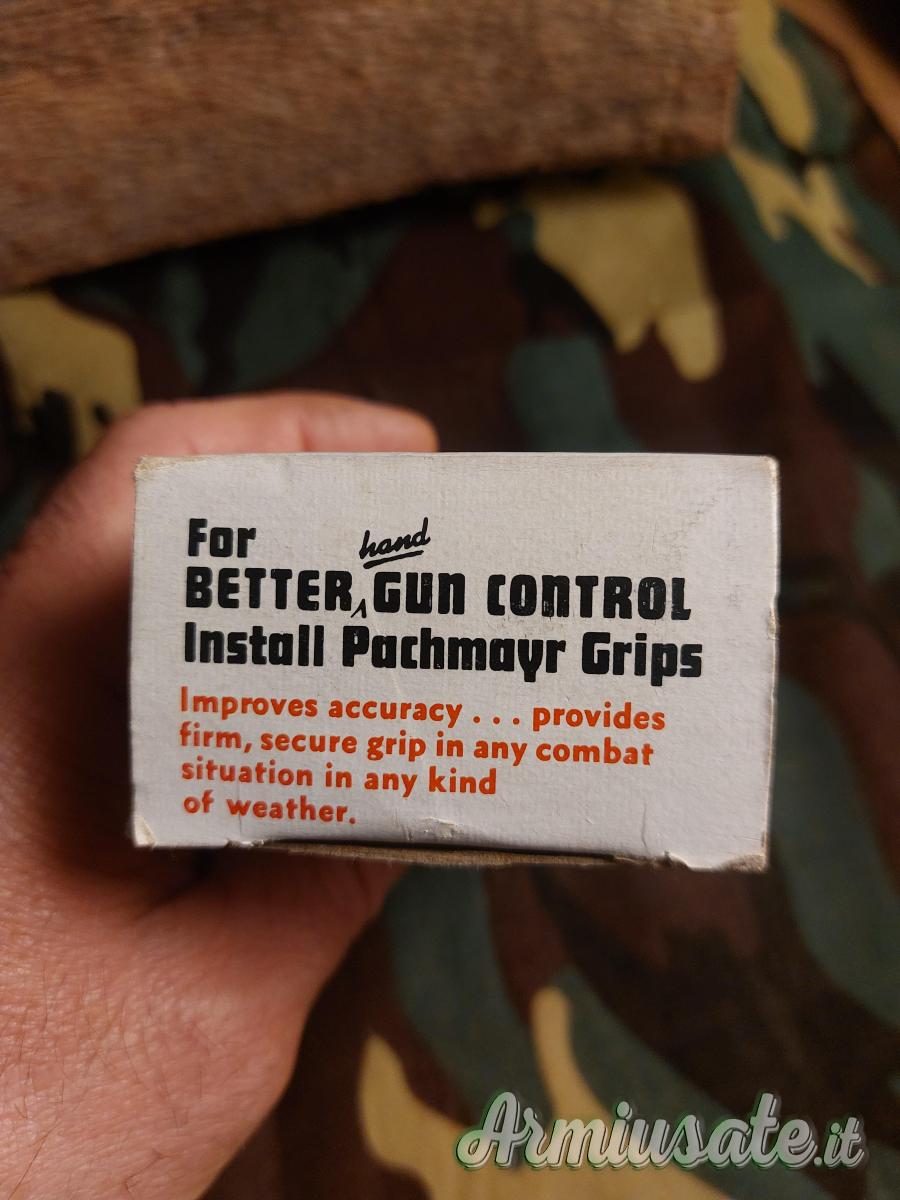 For
hand
BETTER^GUN CONTROL
Install Pachmayr Grips
Improves accuracy . . . provides
firm, secure grip in any combat
situation in any kind
of weather.
Armiusate.it